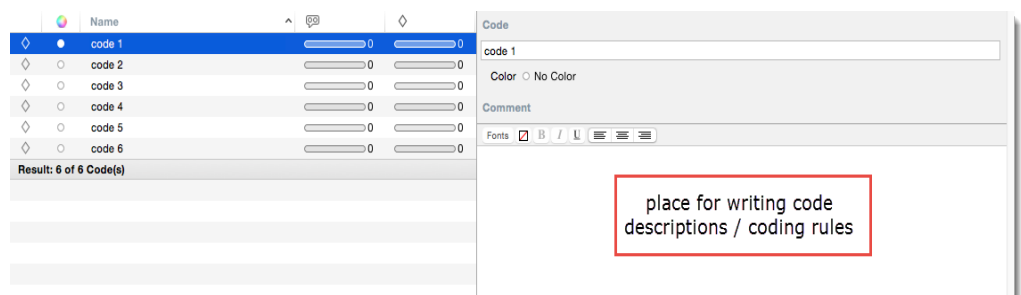 Name
code 1 0 0
code 2 0 0
code 3 0 0
code 4 0 0
code 5 0 0
code 6 0 0
Result: 6 of 6 Code(s)
Code
code 1
Color No Color
Comment
Fonts B I U
place for writing code
descriptions / coding rules